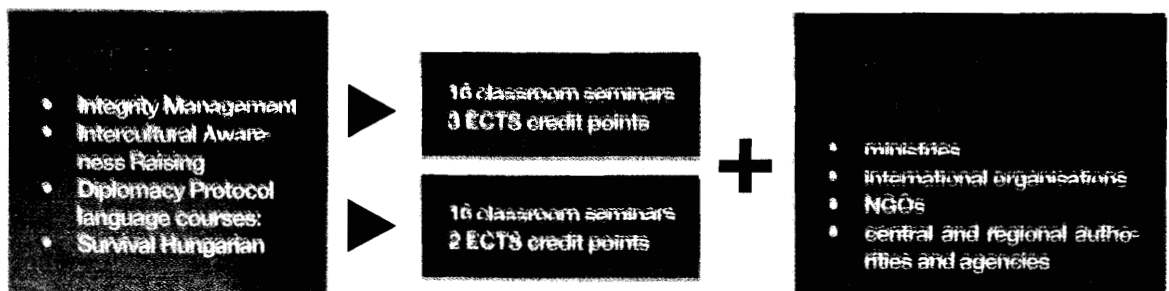 • Integrity Management
• Intercultural Aware-
ness Raising
• Diplomacy Protocol
language courses:
• Survival Hungarian
16 classroom seminars
3 ECTS credit points
16 classroom seminars
2 ECTS credit points
+
• ministries
• international organisations
• NGOs
• central and regional autho-
rities and agencies